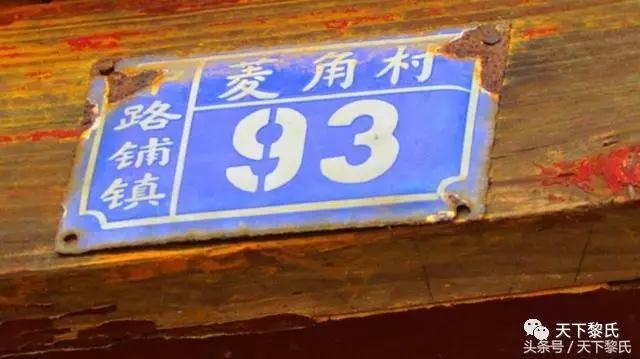 菱角村
路铺镇
93
天下黎氏
头条号 / 天下黎氏